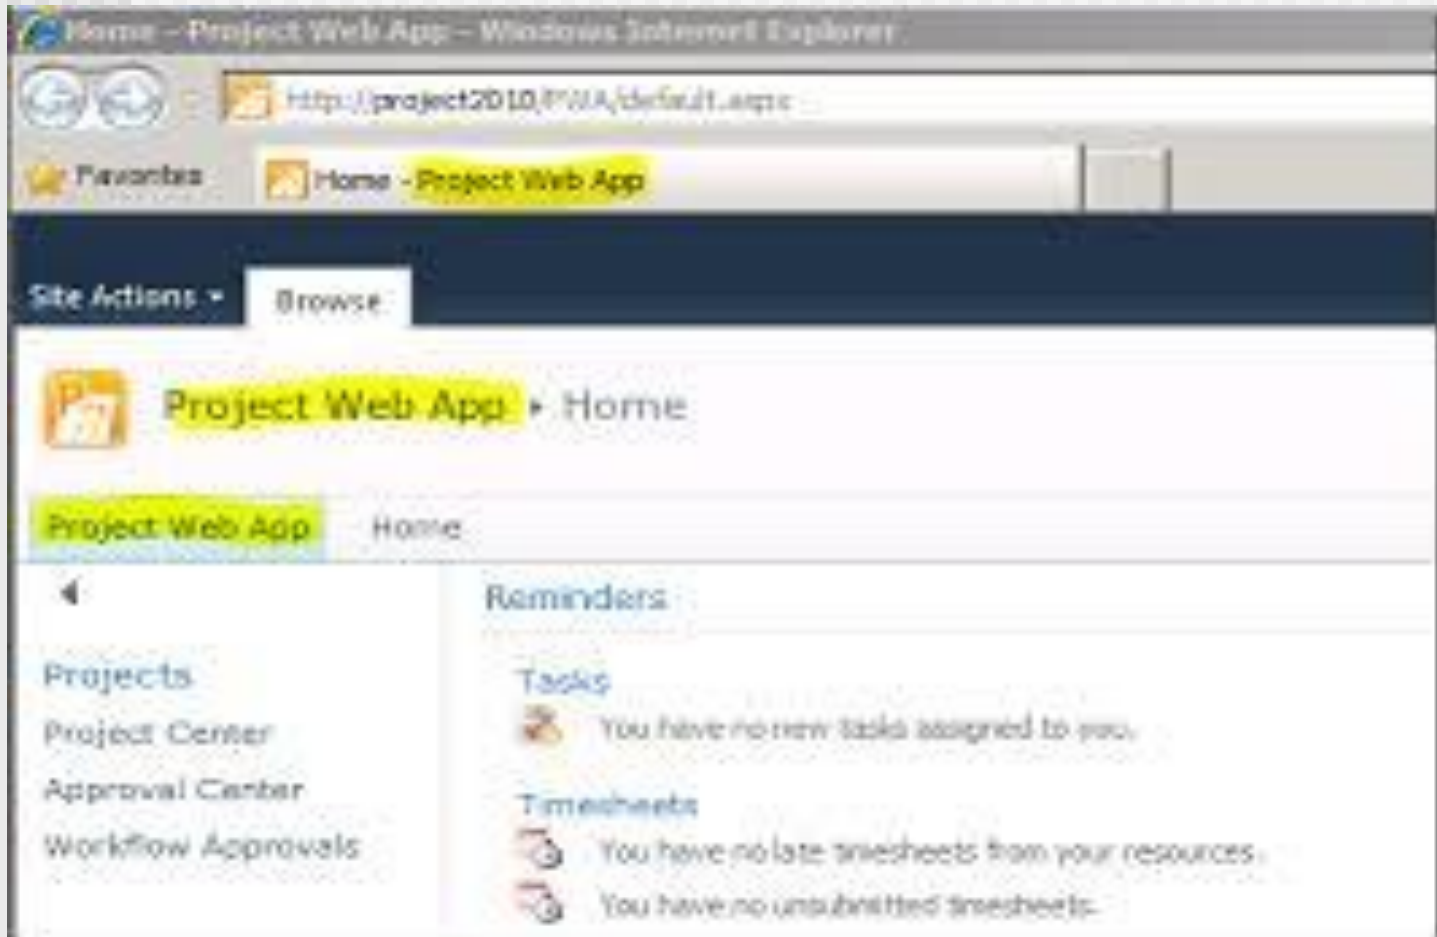 Home - Project Web App - Windows Internet Explorer
http://project2010/PWA/default.aspx
Favorites Home - Project Web App
Site Actions Browse
Project Web App Home
Project Web App Home
Reminders
Projects
Tasks
Project Center
You have no new tasks assigned to you.
Approval Center
Timesheets
Workflow Approvals
You have no late timesheets from your resources.
You have no unsubmitted timesheets.